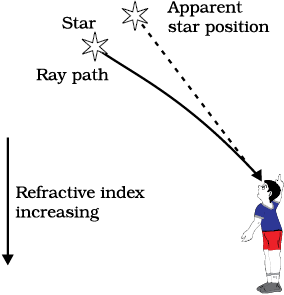 Star
Apparent
star position
Ray path
Refractive index
increasing